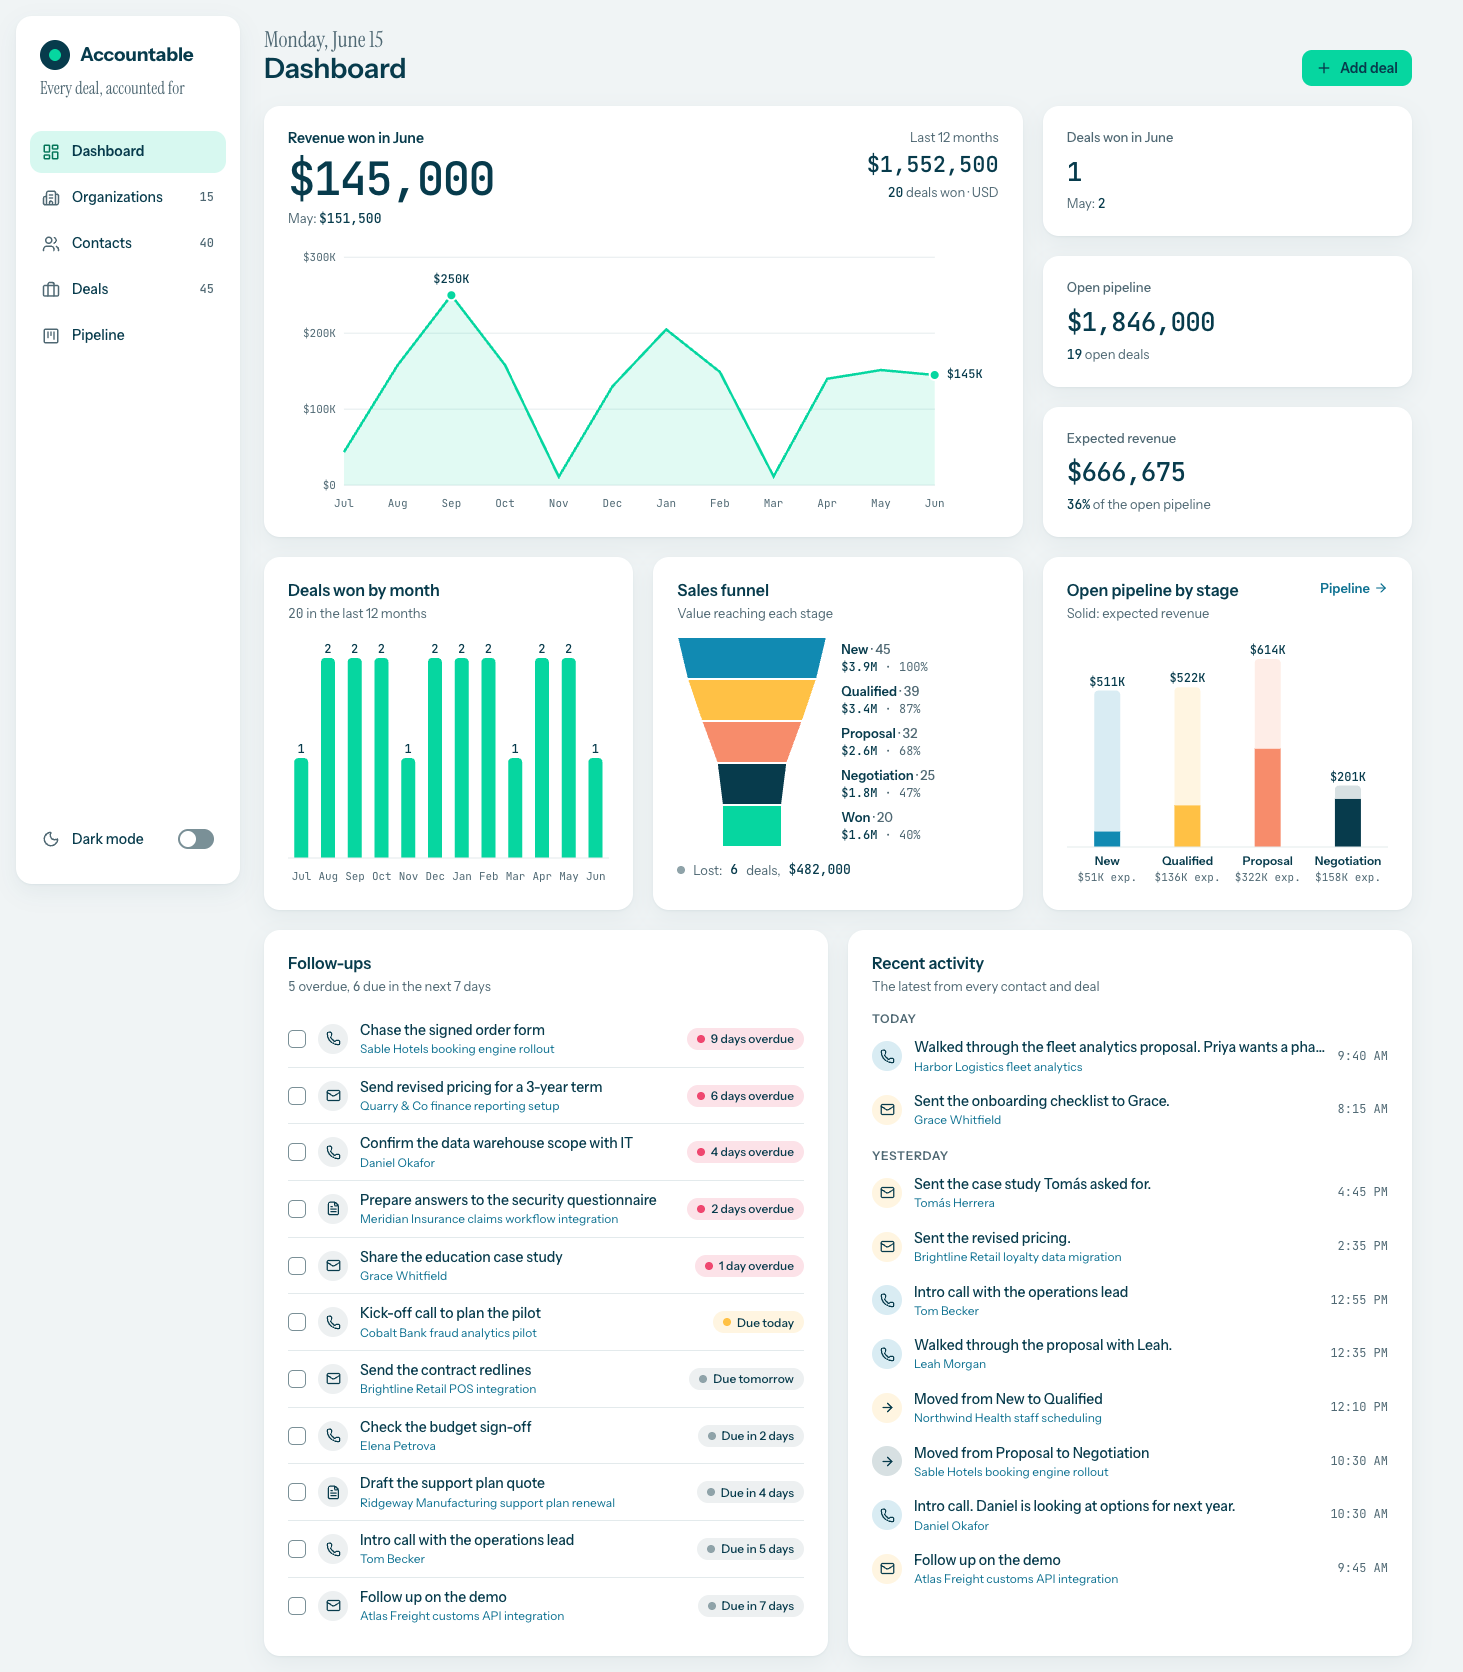 Accountable
Every deal, accounted for
Dashboard
Organizations 15
Contacts 40
Deals 45
Pipeline
Dark mode
Monday, June 15
Dashboard
Add deal
Revenue won in June
$145,000
May: $151,500
Last 12 months
$1,552,500
20 deals won · USD
$300K
$200K
$100K
$0
$250K
$145K
Jul Aug Sep Oct Nov Dec Jan Feb Mar Apr May Jun
Deals won in June
1
May: 2
Open pipeline
$1,846,000
19 open deals
Expected revenue
$666,675
36% of the open pipeline
Deals won by month
20 in the last 12 months
1 2 2 2 1 2 2 2 1 2 2 1
Jul Aug Sep Oct Nov Dec Jan Feb Mar Apr May Jun
Sales funnel
Value reaching each stage
New · 45
$3.9M · 100%
Qualified · 39
$3.4M · 87%
Proposal · 32
$2.6M · 68%
Negotiation · 25
$1.8M · 47%
Won · 20
$1.6M · 40%
Lost: 6 deals, $482,000
Open pipeline by stage
Pipeline →
Solid: expected revenue
$511K $522K $614K $201K
New Qualified Proposal Negotiation
$51K exp. $136K exp. $322K exp. $158K exp.
Follow-ups
5 overdue, 6 due in the next 7 days
Chase the signed order form
Sable Hotels booking engine rollout
9 days overdue
Send revised pricing for a 3-year term
Quarry & Co finance reporting setup
6 days overdue
Confirm the data warehouse scope with IT
Daniel Okafor
4 days overdue
Prepare answers to the security questionnaire
Meridian Insurance claims workflow integration
2 days overdue
Share the education case study
Grace Whitfield
1 day overdue
Kick-off call to plan the pilot
Cobalt Bank fraud analytics pilot
Due today
Send the contract redlines
Brightline Retail POS integration
Due tomorrow
Check the budget sign-off
Elena Petrova
Due in 2 days
Draft the support plan quote
Ridgeway Manufacturing support plan renewal
Due in 4 days
Intro call with the operations lead
Tom Becker
Due in 5 days
Follow up on the demo
Atlas Freight customs API integration
Due in 7 days
Recent activity
The latest from every contact and deal
TODAY
Walked through the fleet analytics proposal. Priya wants a pha...
Harbor Logistics fleet analytics
9:40 AM
Sent the onboarding checklist to Grace.
Grace Whitfield
8:15 AM
YESTERDAY
Sent the case study Tomás asked for.
Tomás Herrera
4:45 PM
Sent the revised pricing.
Brightline Retail loyalty data migration
2:35 PM
Intro call with the operations lead
Tom Becker
12:55 PM
Walked through the proposal with Leah.
Leah Morgan
12:35 PM
Moved from New to Qualified
Northwind Health staff scheduling
12:10 PM
Moved from Proposal to Negotiation
Sable Hotels booking engine rollout
10:30 AM
Intro call. Daniel is looking at options for next year.
Daniel Okafor
10:30 AM
Follow up on the demo
Atlas Freight customs API integration
9:45 AM